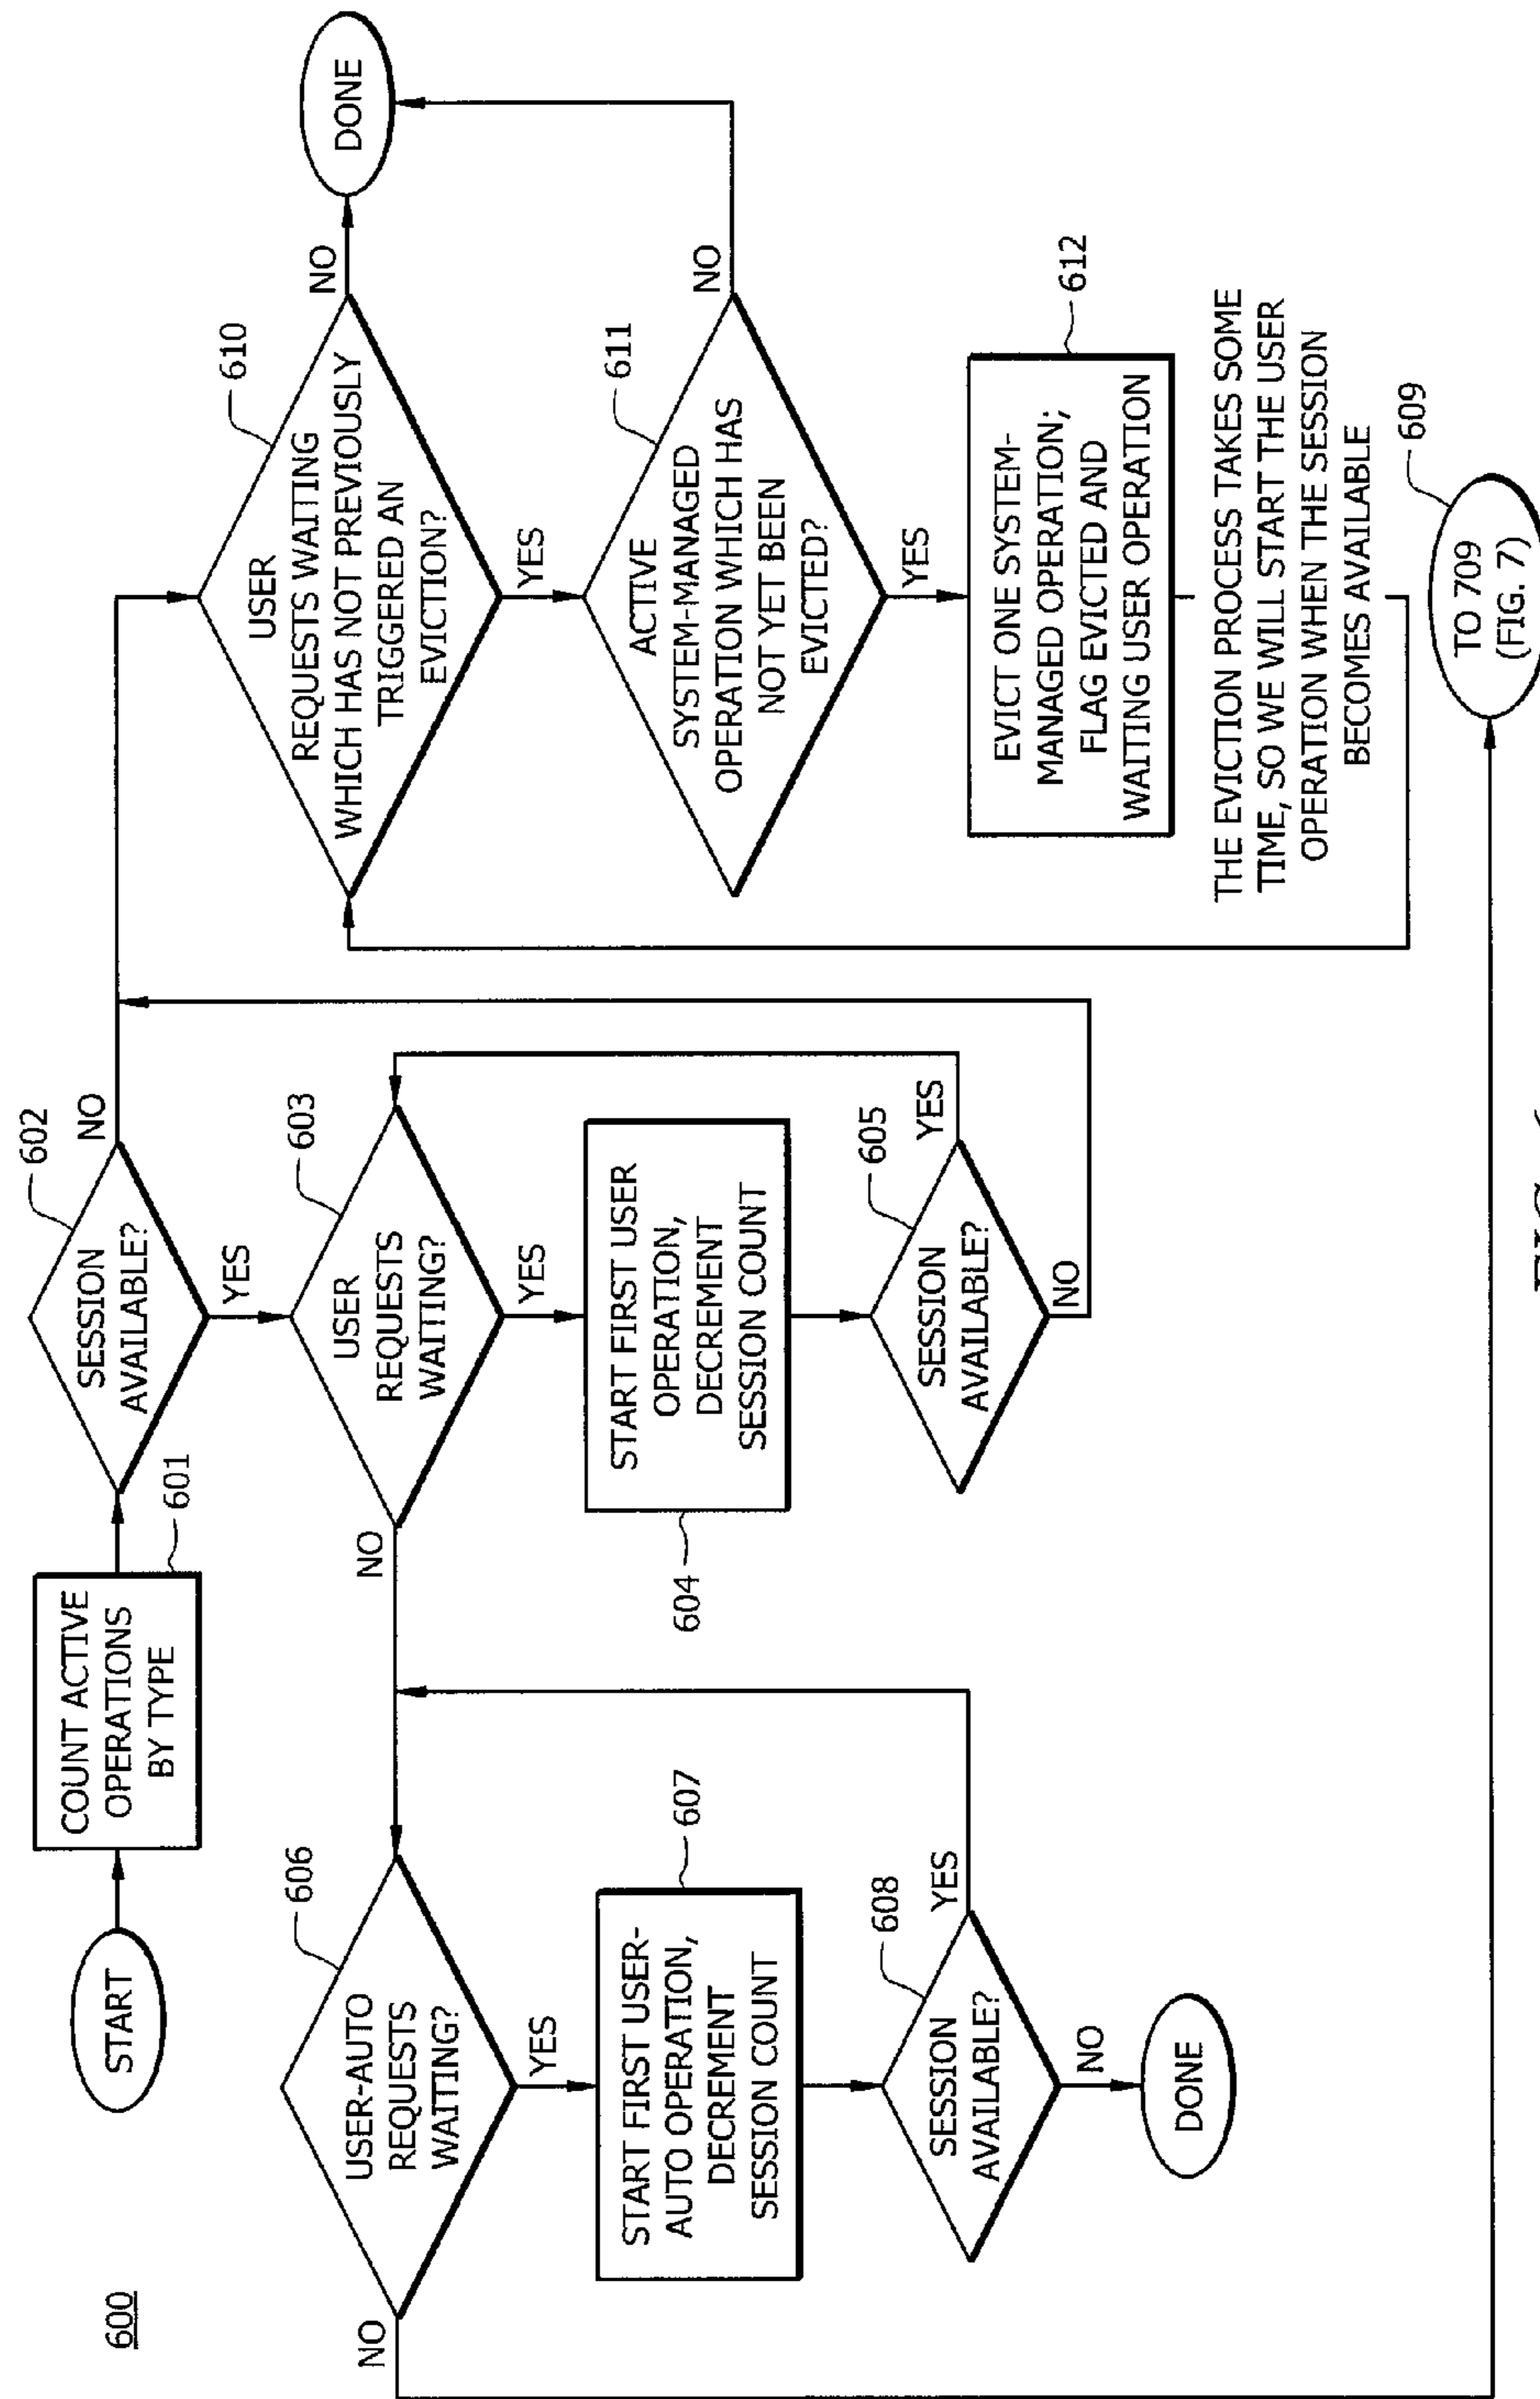 600
START
COUNT ACTIVE
OPERATIONS
BY TYPE
601
SESSION
AVAILABLE?
602
NO
YES
USER
REQUESTS
WAITING?
603
NO
YES
START FIRST USER
OPERATION,
DECREMENT
SESSION COUNT
604
SESSION
AVAILABLE?
605
YES
NO
USER-AUTO
REQUESTS
WAITING?
606
NO
YES
START FIRST USER-
AUTO OPERATION,
DECREMENT
SESSION COUNT
607
SESSION
AVAILABLE?
608
YES
NO
DONE
USER
REQUESTS WAITING
WHICH HAS NOT PREVIOUSLY
TRIGGERED AN
EVICTION?
610
NO
DONE
YES
ACTIVE
SYSTEM-MANAGED
OPERATION WHICH HAS
NOT YET BEEN
EVICTED?
611
NO
YES
EVICT ONE SYSTEM-
MANAGED OPERATION;
FLAG EVICTED AND
WAITING USER OPERATION
612
THE EVICTION PROCESS TAKES SOME
TIME, SO WE WILL START THE USER
OPERATION WHEN THE SESSION
BECOMES AVAILABLE
TO 709
(FIG. 7)
609